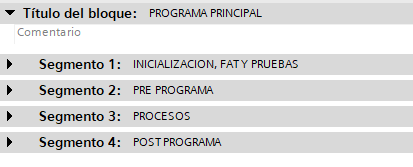 Título del bloque: PROGRAMA PRINCIPAL
Comentario
Segmento 1: INICIALIZACION, FAT Y PRUEBAS
Segmento 2: PRE PROGRAMA
Segmento 3: PROCESOS
Segmento 4: POST PROGRAMA